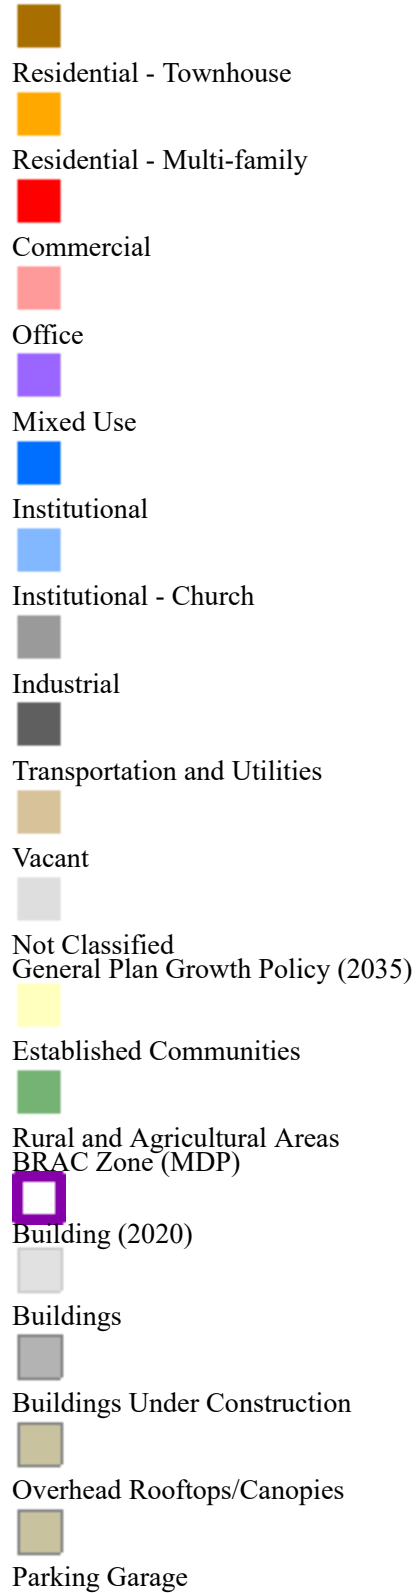 Residential - Townhouse
Residential - Multi-family
Commercial
Office
Mixed Use
Institutional
Institutional - Church
Industrial
Transportation and Utilities
Vacant
Not Classified
General Plan Growth Policy (2035)
Established Communities
Rural and Agricultural Areas
BRAC Zone (MDP)
Building (2020)
Buildings
Buildings Under Construction
Overhead Rooftops/Canopies
Parking Garage